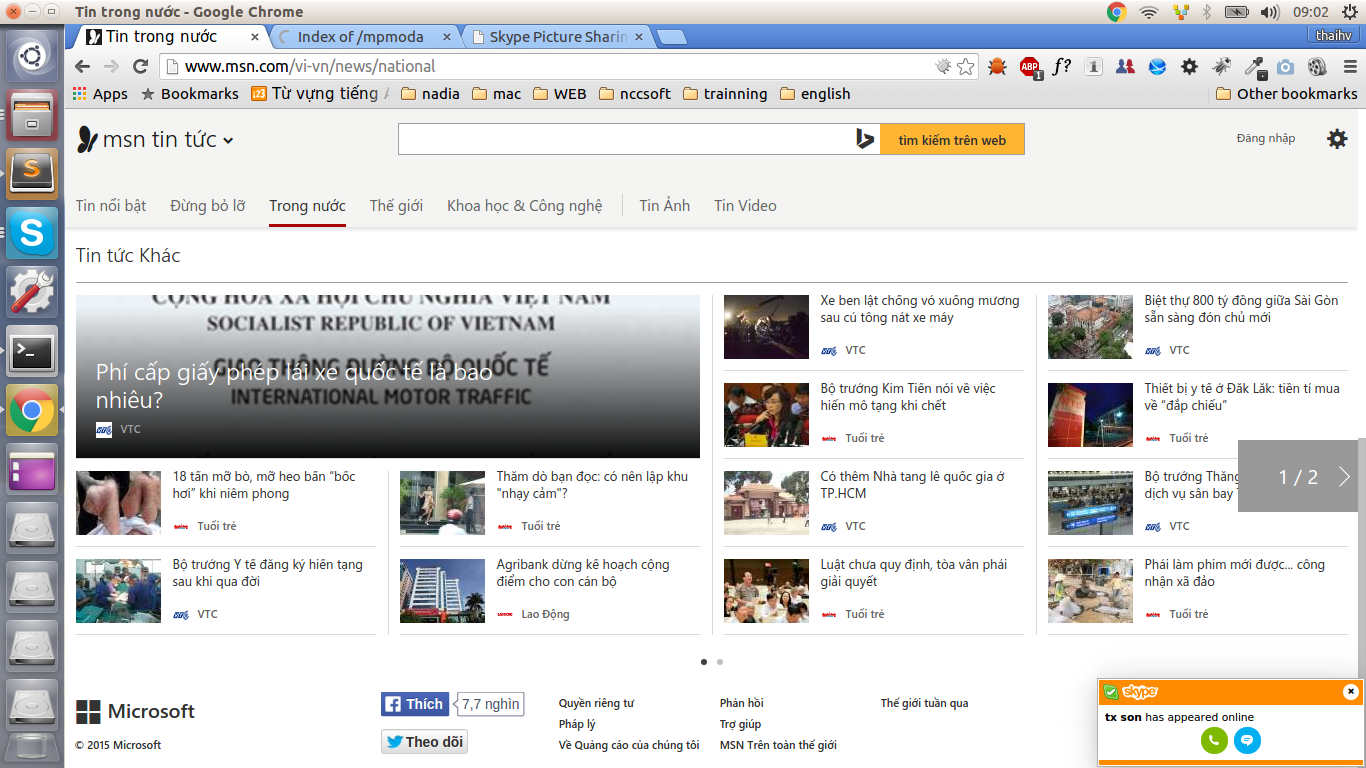 Tin trong nước - Google Chrome
09:02
Tin trong nước
Index of /mpmoda
Skype Picture Sharin
thaihv
www.msn.com/vi-vn/news/national
ABP
1
f?
Apps
Bookmarks
Từ vựng tiếng A
nadia
mac
WEB
nccsoft
trainning
english
Other bookmarks
msn tin tức
tìm kiếm trên web
Đăng nhập
Tin nổi bật
Đừng bỏ lỡ
Trong nước
Thế giới
Khoa học & Công nghệ
Tin Ảnh
Tin Video
Tin tức Khác
CỘNG HÒA XÃ HỘI CHỦ NGHĨA VIỆT NAM
SOCIALIST REPUBLIC OF VIETNAM
GIAO THÔNG ĐƯỜNG BỘ QUỐC TẾ
INTERNATIONAL MOTOR TRAFFIC
Phí cấp giấy phép lái xe quốc tế là bao
nhiêu?
VTC
18 tấn mỡ bò, mỡ heo bẩn “bốc
hơi” khi niêm phong
Tuổi trẻ
Thăm dò bạn đọc: có nên lập khu
"nhạy cảm"?
Tuổi trẻ
Bộ trưởng Y tế đăng ký hiến tạng
sau khi qua đời
VTC
Agribank dừng kế hoạch cộng
điểm cho con cán bộ
Lao Động
Xe ben lật chổng vó xuống mương
sau cú tông nát xe máy
VTC
Bộ trưởng Kim Tiến nói về việc
hiến mô tạng khi chết
Tuổi trẻ
Có thêm Nhà tang lễ quốc gia ở
TP.HCM
VTC
Luật chưa quy định, tòa vẫn phải
giải quyết
Tuổi trẻ
Biệt thự 800 tỷ đồng giữa Sài Gòn
sẵn sàng đón chủ mới
VTC
Thiết bị y tế ở Đăk Lăk: tiền tỉ mua
về “đắp chiếu”
Tuổi trẻ
Bộ trưởng Thăng
dịch vụ sân bay T
VTC
Phải làm phim mới được... công
nhận xã đảo
Tuổi trẻ
1 / 2
Microsoft
© 2015 Microsoft
Thích
7,7 nghìn
Theo dõi
Quyền riêng tư
Pháp lý
Về Quảng cáo của chúng tôi
Phản hồi
Trợ giúp
MSN Trên toàn thế giới
Thế giới tuần qua
skype
tx son has appeared online